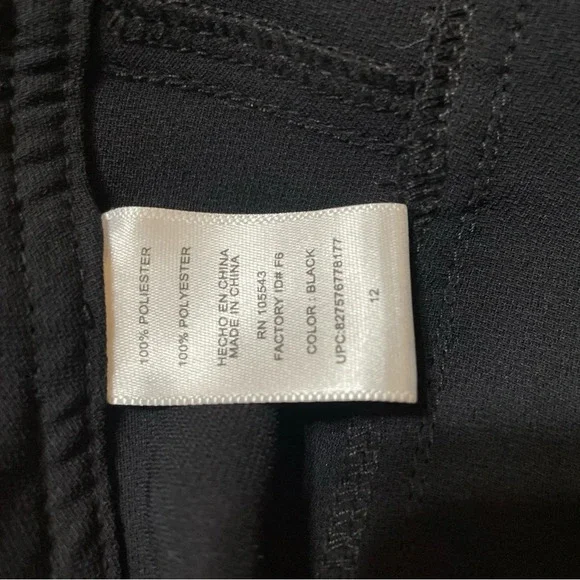 100% POLIESTER
100% POLYESTER
HECHO EN CHINA
MADE IN CHINA
RN 105543
FACTORY ID# F6
COLOR : BLACK
UPC:827576778177
12